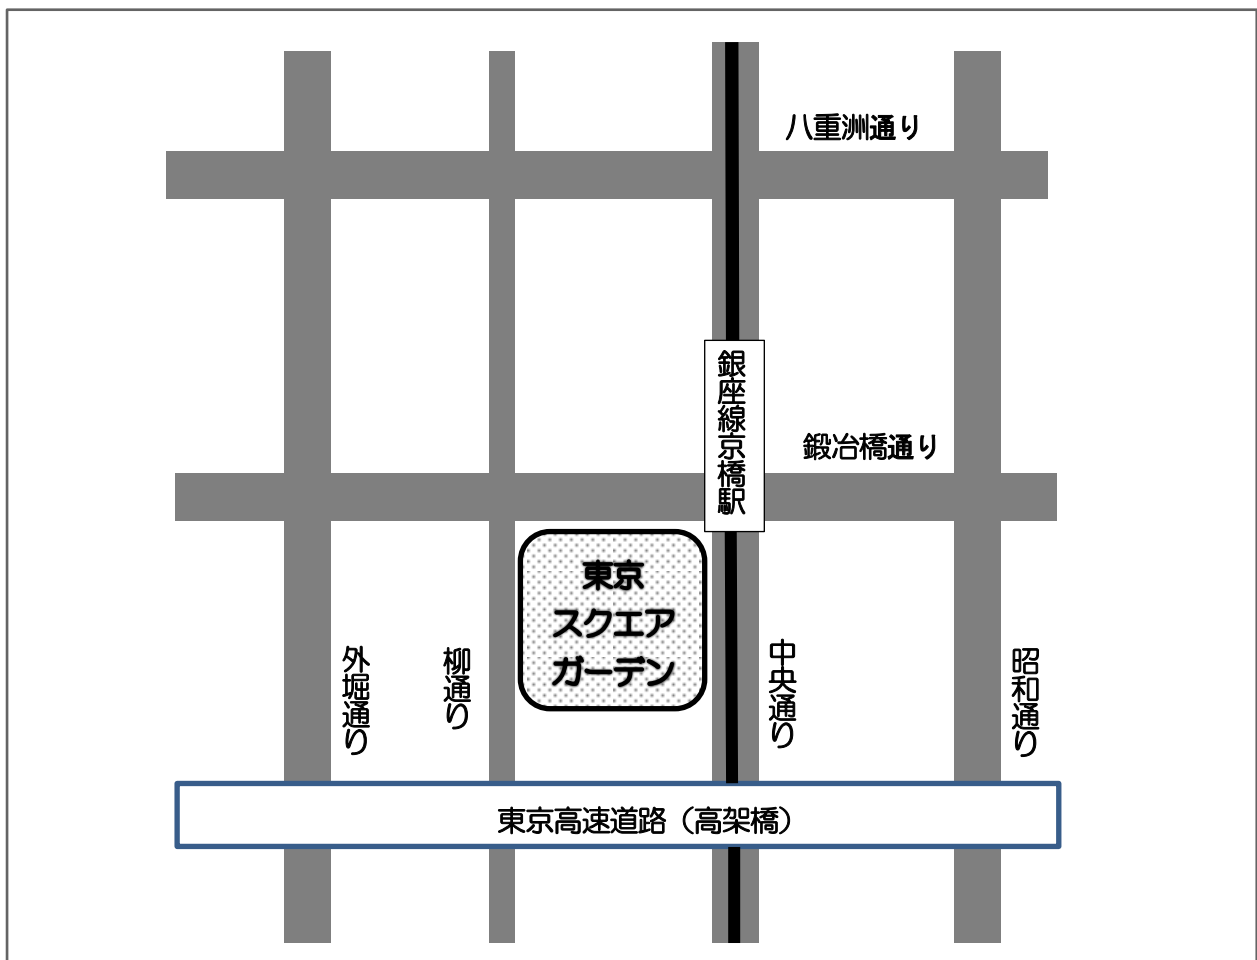 八重洲通り
銀座線京橋駅
鍛冶橋通り
東京
スクエア
ガーデン
外堀通り
柳通り
中央通り
昭和通り
東京高速道路（高架橋）